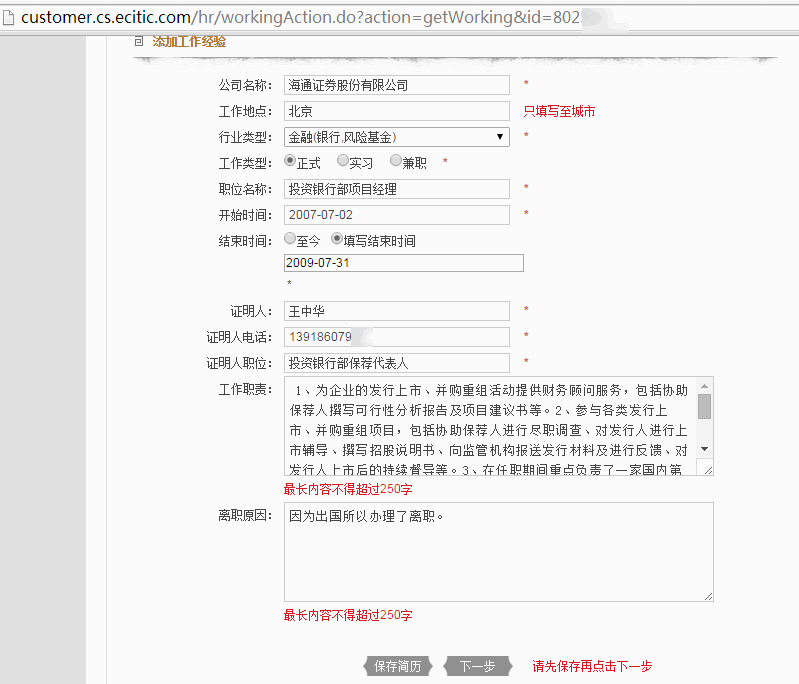 customer.cs.ecitic.com/hr/workingAction.do?action=getWorking&id=802
添加工作经验
公司名称： 海通证券股份有限公司 *
工作地点： 北京 只填写至城市
行业类型： 金融(银行,风险基金) *
工作类型： 正式 实习 兼职 *
职位名称： 投资银行部项目经理 *
开始时间： 2007-07-02 *
结束时间： 至今 填写结束时间
2009-07-31
*
证明人： 王中华 *
证明人电话： 139186079 *
证明人职位： 投资银行部保荐代表人 *
工作职责： 1、为企业的发行上市、并购重组活动提供财务顾问服务，包括协助
保荐人撰写可行性分析报告及项目建议书等。2、参与各类发行上
市、并购重组项目，包括协助保荐人进行尽职调查、对发行人进行上
市辅导、撰写招股说明书、向监管机构报送发行材料及进行反馈、对
发行人上市后的持续督导等。3、在任职期间重点负责了一家国内第
最长内容不得超过250字
离职原因： 因为出国所以办理了离职。
最长内容不得超过250字
保存简历 下一步 请先保存再点击下一步